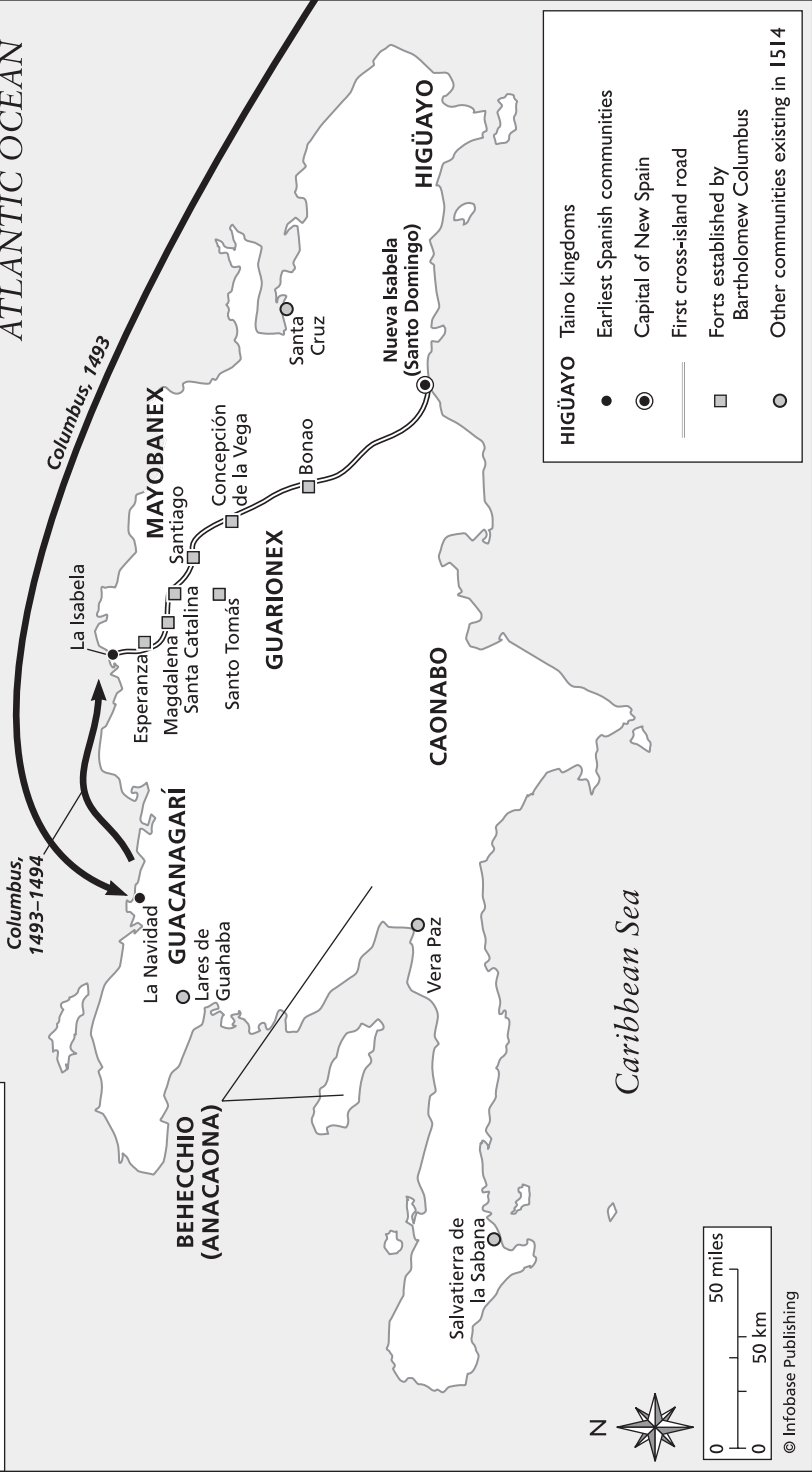 ATLANTIC OCEAN
Columbus, 1493
Columbus,
1493–1494
La Isabela
La Navidad
GUACANAGARÍ
Lares de
Guahaba
Esperanza
Magdalena
Santa Catalina
Santo Tomás
Santiago
MAYOBANEX
Concepción
de la Vega
Bonao
GUARIONEX
Santa
Cruz
Nueva Isabela
(Santo Domingo)
HIGÜAYO
CAONABO
BEHECCHIO
(ANACAONA)
Vera Paz
Salvatierra de
la Sabana
Caribbean Sea
N
0 50 miles
0 50 km
© Infobase Publishing
HIGÜAYO Taino kingdoms
Earliest Spanish communities
Capital of New Spain
First cross-island road
Forts established by
Bartholomew Columbus
Other communities existing in 1514